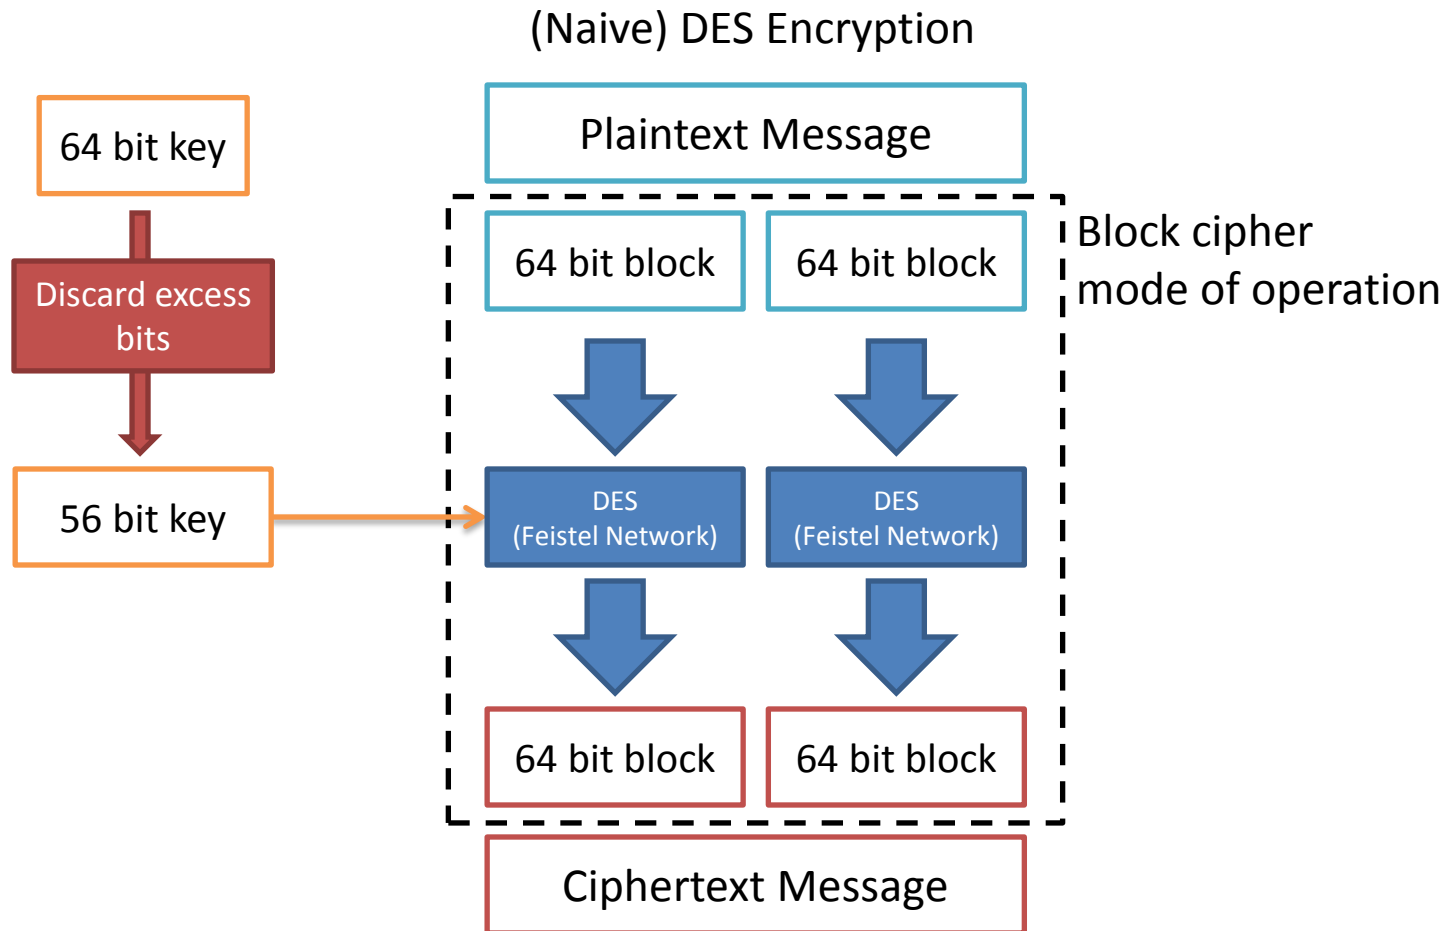 (Naive) DES Encryption
64 bit key
Discard excess
bits
56 bit key
Plaintext Message
64 bit block
64 bit block
Block cipher
mode of operation
DES
(Feistel Network)
DES
(Feistel Network)
64 bit block
64 bit block
Ciphertext Message